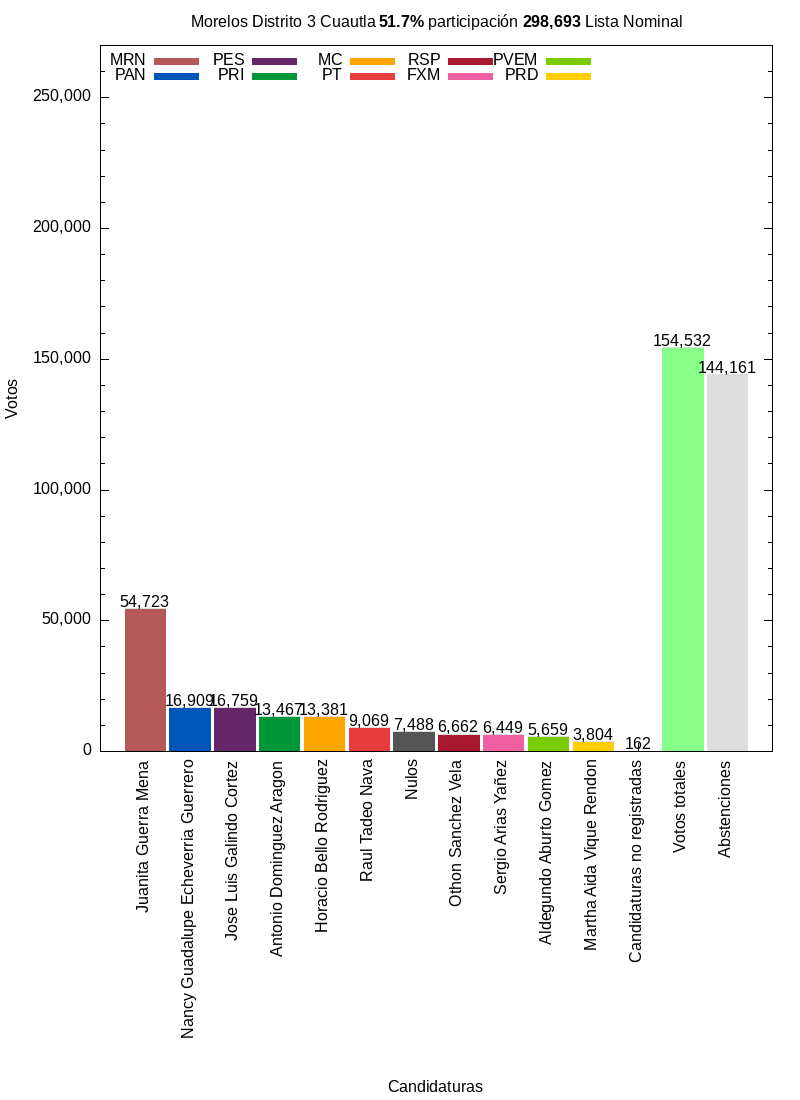 Morelos Distrito 3 Cuautla 51.7% participación 298,693 Lista Nominal
MRN PES MC RSP PVEM
PAN PRI PT FXM PRD
250,000
200,000
150,000
100,000
50,000
0
Votos
54,723
16,909
16,759
13,467
13,381
9,069
7,488
6,662
6,449
5,659
3,804
162
154,532
144,161
Juanita Guerra Mena
Nancy Guadalupe Echeverria Guerrero
Jose Luis Galindo Cortez
Antonio Dominguez Aragon
Horacio Bello Rodriguez
Raul Tadeo Nava
Nulos
Othon Sanchez Vela
Sergio Arias Yañez
Aldegundo Aburto Gomez
Martha Aida Vique Rendon
Candidaturas no registradas
Votos totales
Abstenciones
Candidaturas